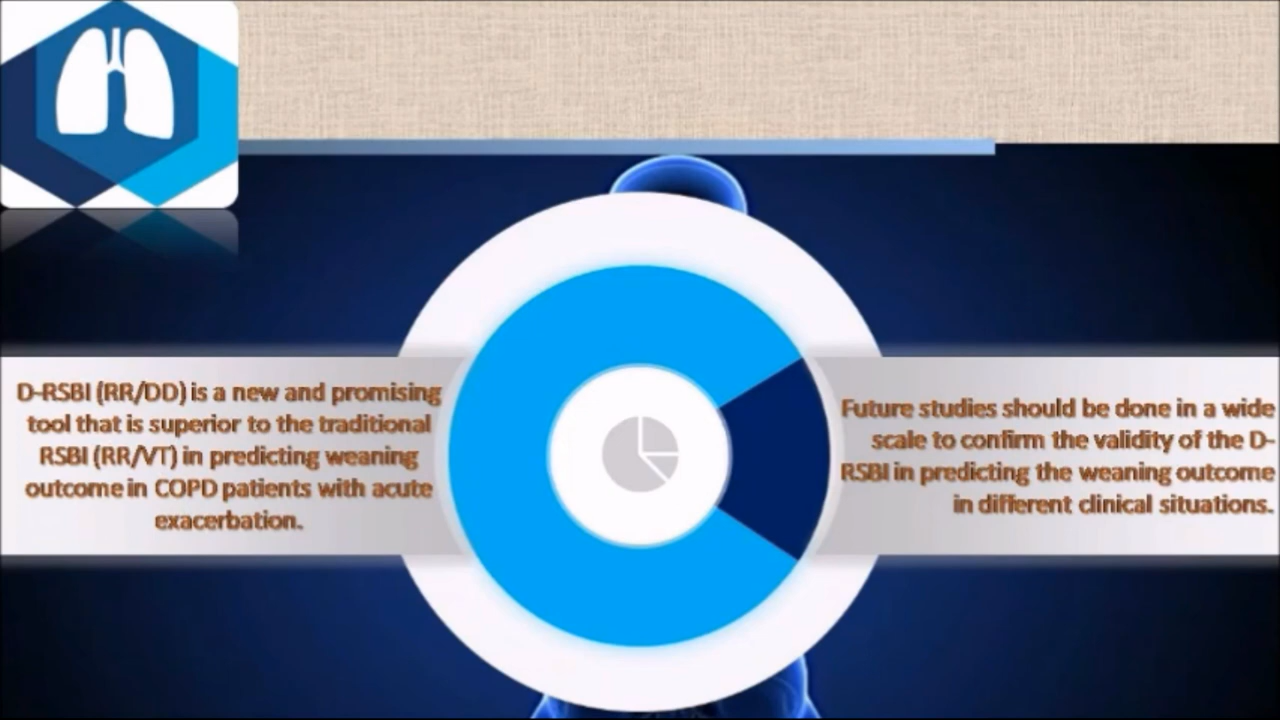 D-RSBI (RR/DD) is a new and promising
tool that is superior to the traditional
RSBI (RR/VT) in predicting weaning
outcome in COPD patients with acute
exacerbation.
Future studies should be done in a wide
scale to confirm the validity of the D-
RSBI in predicting the weaning outcome
in different clinical situations.